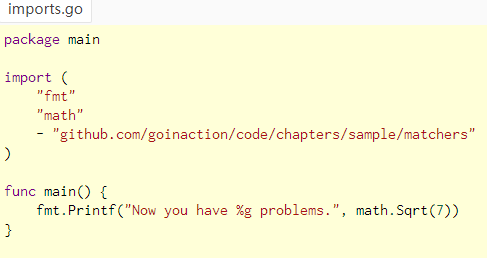 imports.go
package main
import (
"fmt"
"math"
- "github.com/goinaction/code/chapters/sample/matchers"
)
func main() {
fmt.Printf("Now you have %g problems.", math.Sqrt(7))
}